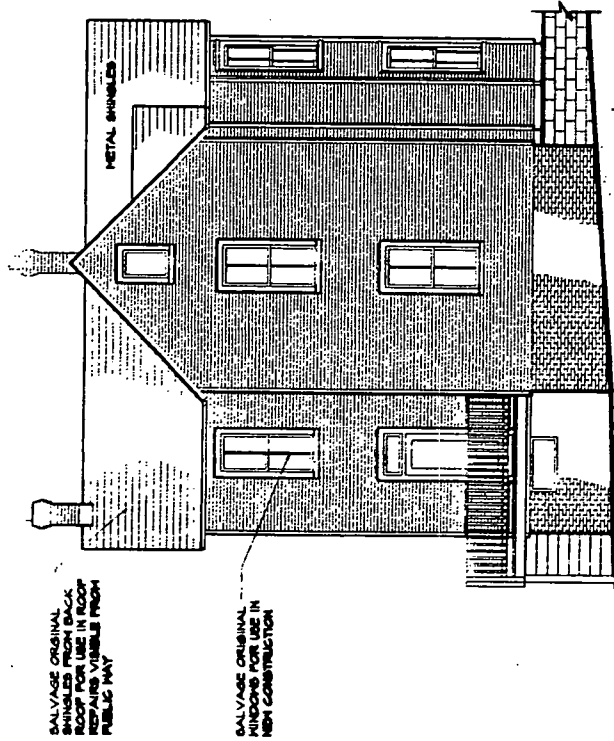 METAL SHINGLES
SALVAGE ORGINAL
SHINGLES FROM BACK
ROOF FOR USE IN ROOF
REPAIRS VISIBLE FROM
PUBLIC WAY
SALVAGE ORIGINAL
WINDOWS FOR USE IN
NEW CONSTRUCTION